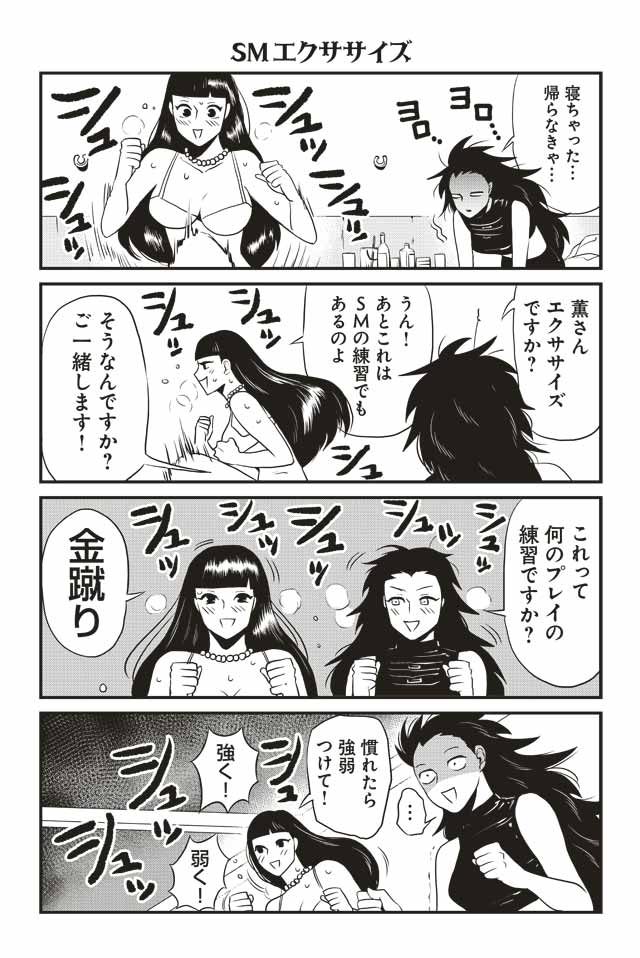 SMエクササイズ
寝ちゃった…
帰らなきゃ…
ヨロ…
ヨロ…
シュッ
シュッ
シュッ
シュッ
薫さん
エクササイズ
ですか?
うん!
あとこれは
SMの練習でも
あるのよ
シュッ
シュッ
そうなんですか?
ご一緒します!
これって
何のプレイの
練習ですか?
シュッ
シュッ
シュッ
シュッ
金蹴り
…
慣れたら
強弱
つけて!
強く!
弱く!
シュッ
シュッ
シュッ